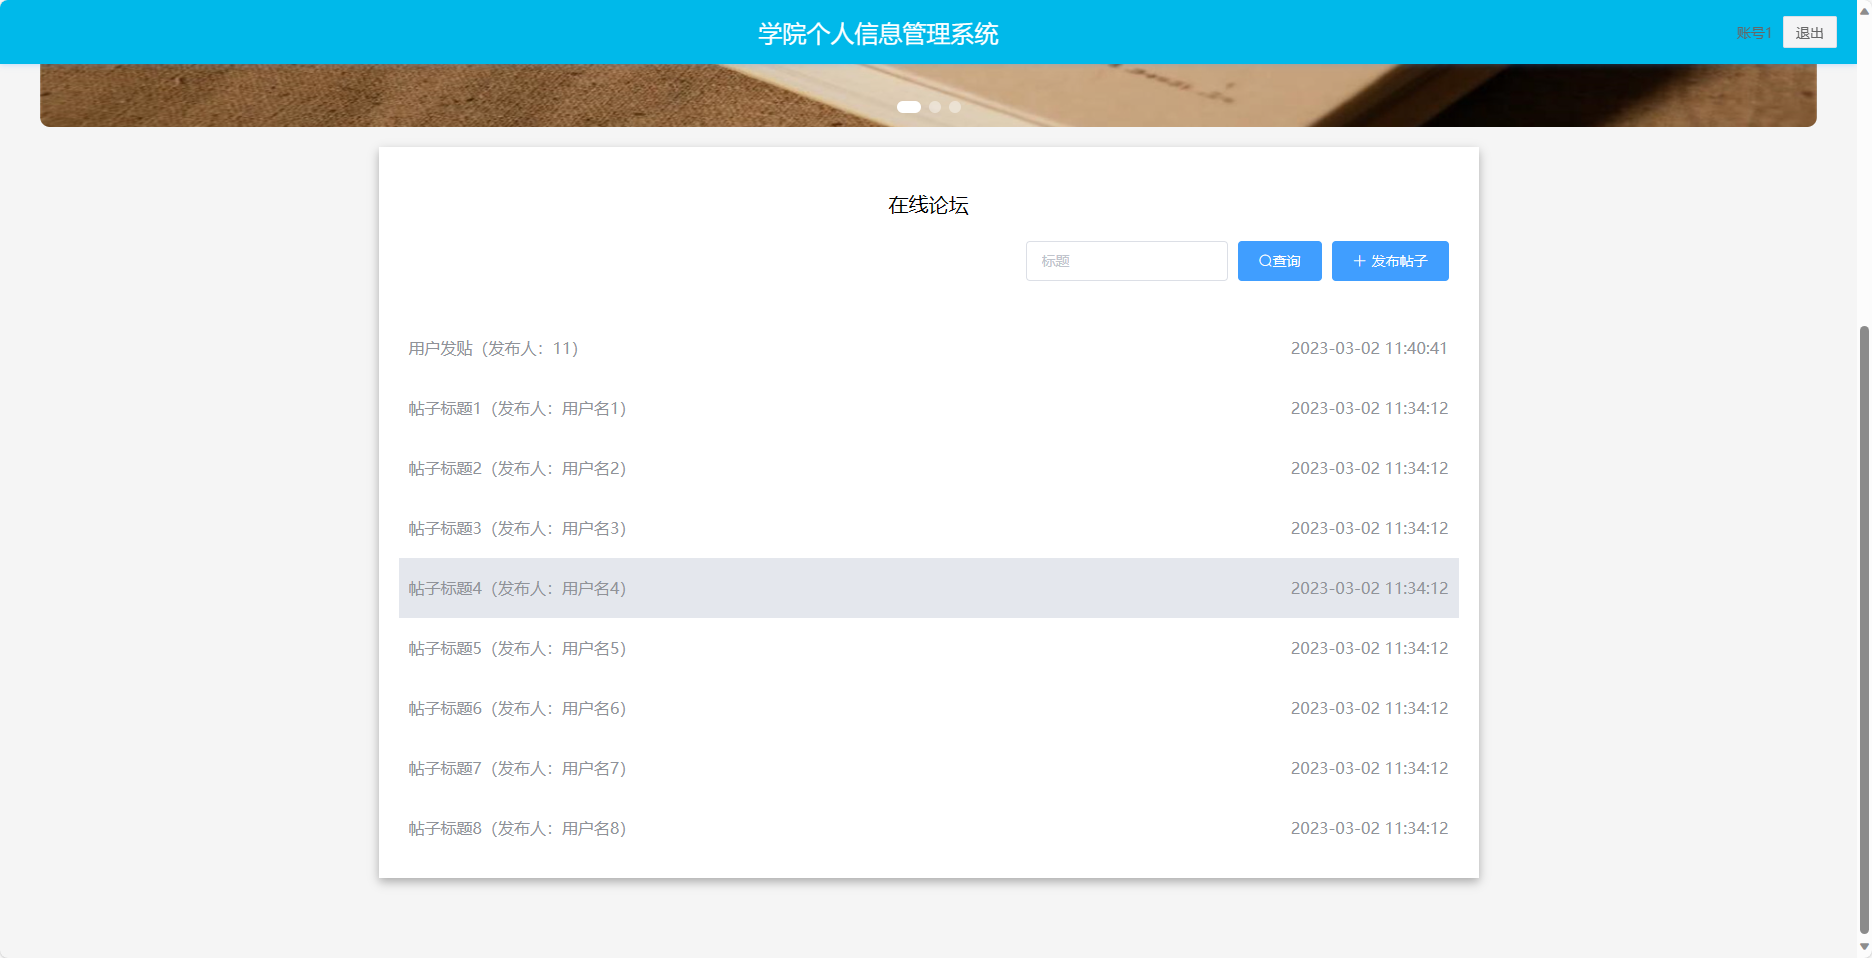 学院个人信息管理系统
账号1 退出
在线论坛
标题 查询 发布帖子
用户发贴（发布人：11） 2023-03-02 11:40:41
帖子标题1（发布人：用户名1） 2023-03-02 11:34:12
帖子标题2（发布人：用户名2） 2023-03-02 11:34:12
帖子标题3（发布人：用户名3） 2023-03-02 11:34:12
帖子标题4（发布人：用户名4） 2023-03-02 11:34:12
帖子标题5（发布人：用户名5） 2023-03-02 11:34:12
帖子标题6（发布人：用户名6） 2023-03-02 11:34:12
帖子标题7（发布人：用户名7） 2023-03-02 11:34:12
帖子标题8（发布人：用户名8） 2023-03-02 11:34:12